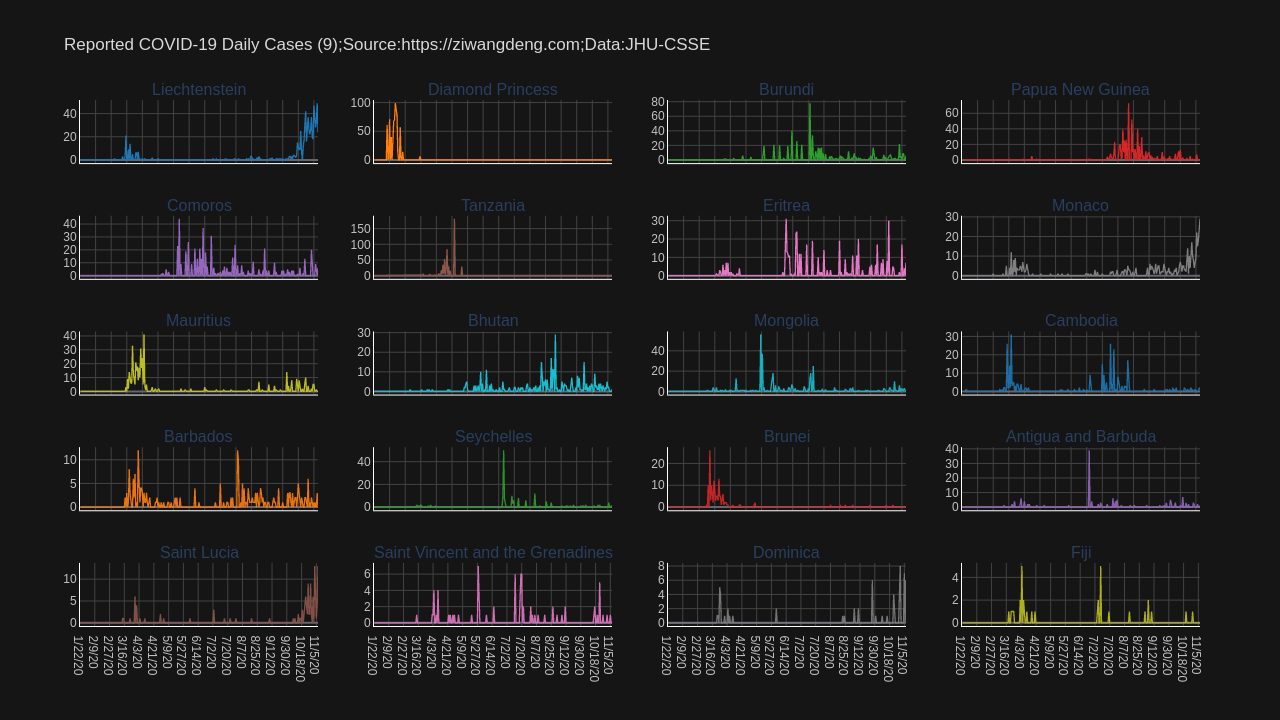 Reported COVID-19 Daily Cases (9);Source:https://ziwangdeng.com;Data:JHU-CSSE
Liechtenstein Diamond Princess Burundi Papua New Guinea
40 20 0
100 50 0
80 60 40 20 0
60 40 20 0
Comoros Tanzania Eritrea Monaco
40 30 20 10 0
150 100 50 0
30 20 10 0
30 20 10 0
Mauritius Bhutan Mongolia Cambodia
40 30 20 10 0
30 20 10 0
40 20 0
30 20 10 0
Barbados Seychelles Brunei Antigua and Barbuda
10 5 0
40 20 0
20 10 0
40 30 20 10 0
Saint Lucia Saint Vincent and the Grenadines Dominica Fiji
10 5 0
6 4 2 0
8 6 4 2 0
4 2 0
1/22/20 2/9/20 2/27/20 3/16/20 4/3/20 4/21/20 5/9/20 5/27/20 6/14/20 7/2/20 7/20/20 8/7/20 8/25/20 9/12/20 9/30/20 10/18/20 11/5/20
1/22/20 2/9/20 2/27/20 3/16/20 4/3/20 4/21/20 5/9/20 5/27/20 6/14/20 7/2/20 7/20/20 8/7/20 8/25/20 9/12/20 9/30/20 10/18/20 11/5/20
1/22/20 2/9/20 2/27/20 3/16/20 4/3/20 4/21/20 5/9/20 5/27/20 6/14/20 7/2/20 7/20/20 8/7/20 8/25/20 9/12/20 9/30/20 10/18/20 11/5/20
1/22/20 2/9/20 2/27/20 3/16/20 4/3/20 4/21/20 5/9/20 5/27/20 6/14/20 7/2/20 7/20/20 8/7/20 8/25/20 9/12/20 9/30/20 10/18/20 11/5/20